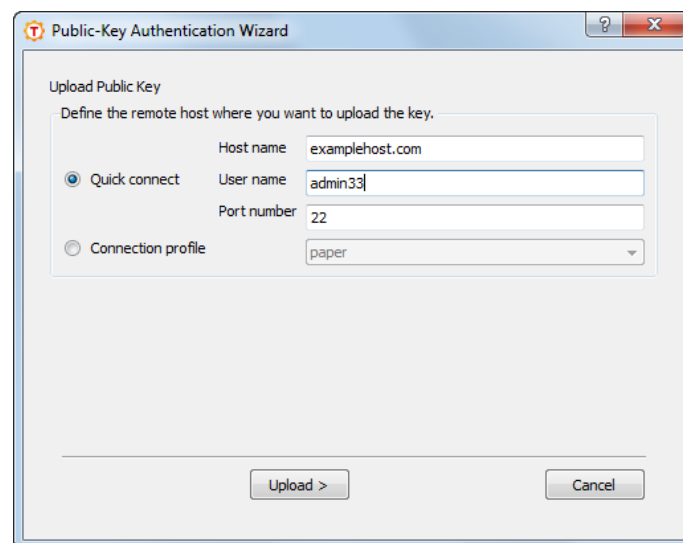 Public-Key Authentication Wizard
Upload Public Key
Define the remote host where you want to upload the key.
Host name examplehost.com
Quick connect User name admin33
Port number 22
Connection profile paper
Upload > Cancel